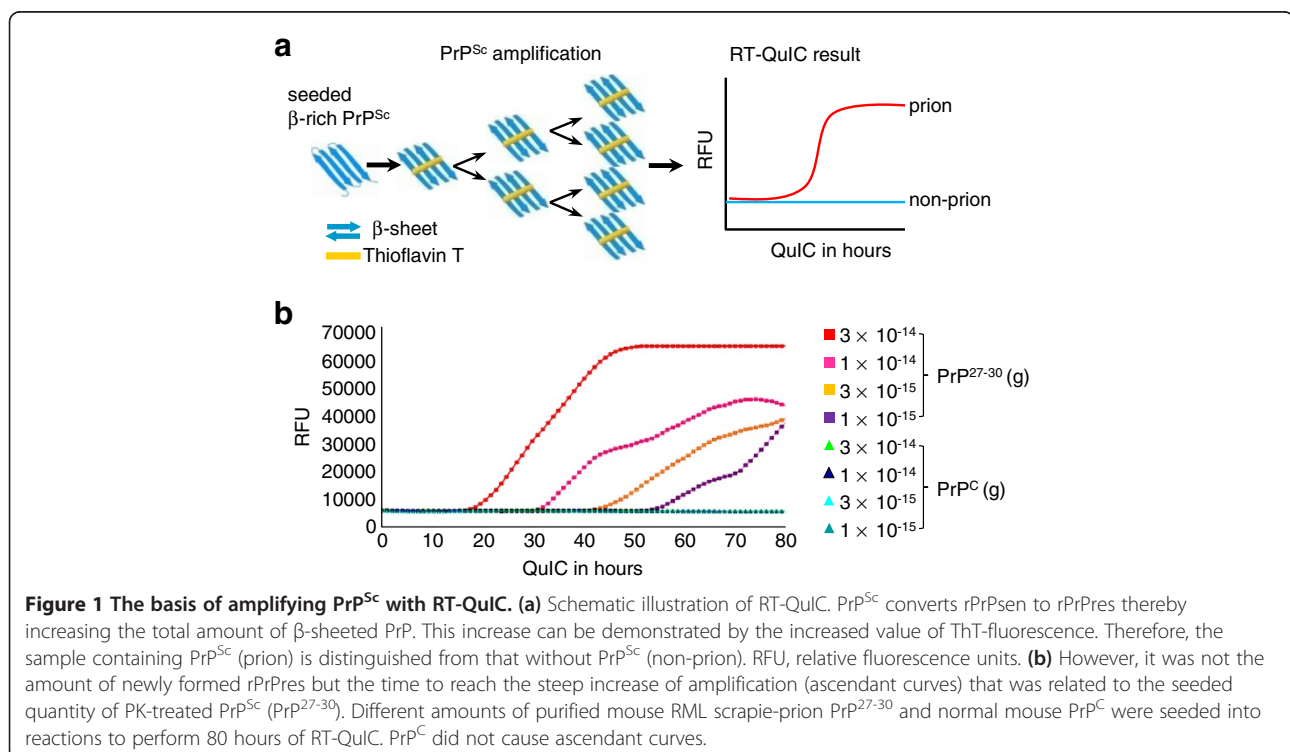 a
PrP^Sc amplification
RT-QuIC result
seeded
β-rich PrP^Sc
β-sheet
Thioflavin T
RFU
prion
non-prion
QuIC in hours
b
70000
60000
50000
40000
30000
20000
10000
0
RFU
0 10 20 30 40 50 60 70 80
QuIC in hours
3 × 10^-14
1 × 10^-14
3 × 10^-15
1 × 10^-15
PrP^27-30 (g)
3 × 10^-14
1 × 10^-14
3 × 10^-15
1 × 10^-15
PrP^C (g)
Figure 1 The basis of amplifying PrP^Sc with RT-QuIC. (a) Schematic illustration of RT-QuIC. PrP^Sc converts rPrPsen to rPrPres thereby
increasing the total amount of β-sheeted PrP. This increase can be demonstrated by the increased value of ThT-fluorescence. Therefore, the
sample containing PrP^Sc (prion) is distinguished from that without PrP^Sc (non-prion). RFU, relative fluorescence units. (b) However, it was not the
amount of newly formed rPrPres but the time to reach the steep increase of amplification (ascendant curves) that was related to the seeded
quantity of PK-treated PrP^Sc (PrP^27-30). Different amounts of purified mouse RML scrapie-prion PrP^27-30 and normal mouse PrP^C were seeded into
reactions to perform 80 hours of RT-QuIC. PrP^C did not cause ascendant curves.